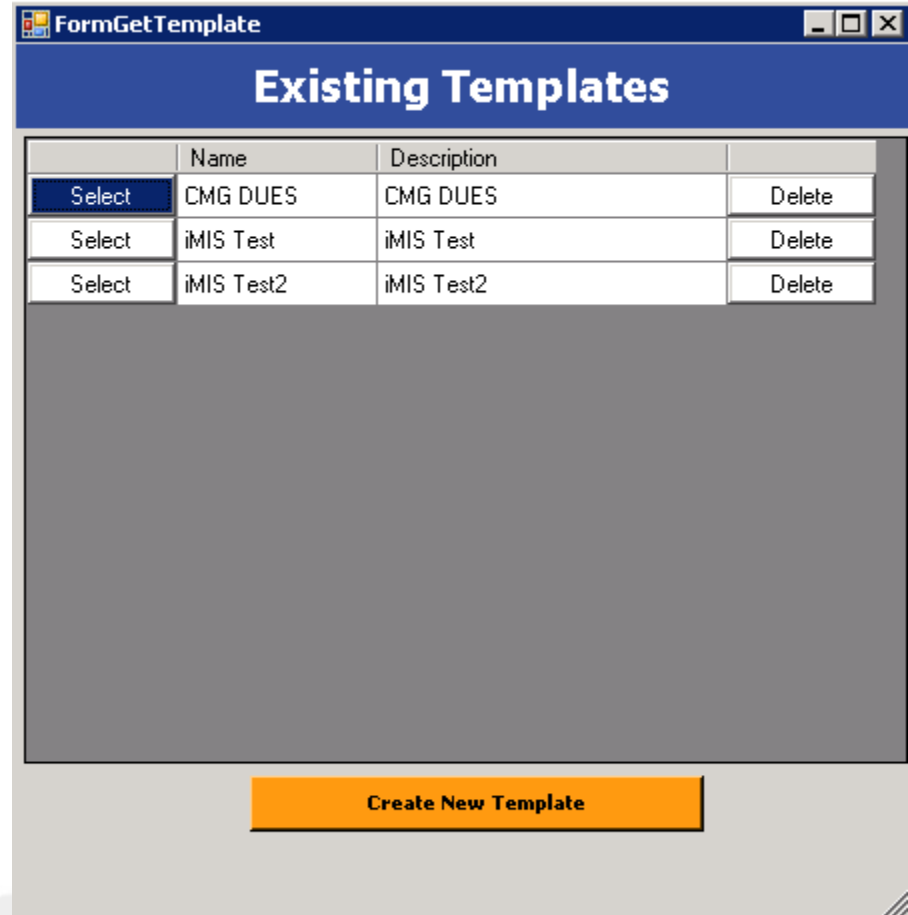 FormGetTemplate
Existing Templates
Name Description
Select CMG DUES CMG DUES Delete
Select iMIS Test iMIS Test Delete
Select iMIS Test2 iMIS Test2 Delete
Create New Template